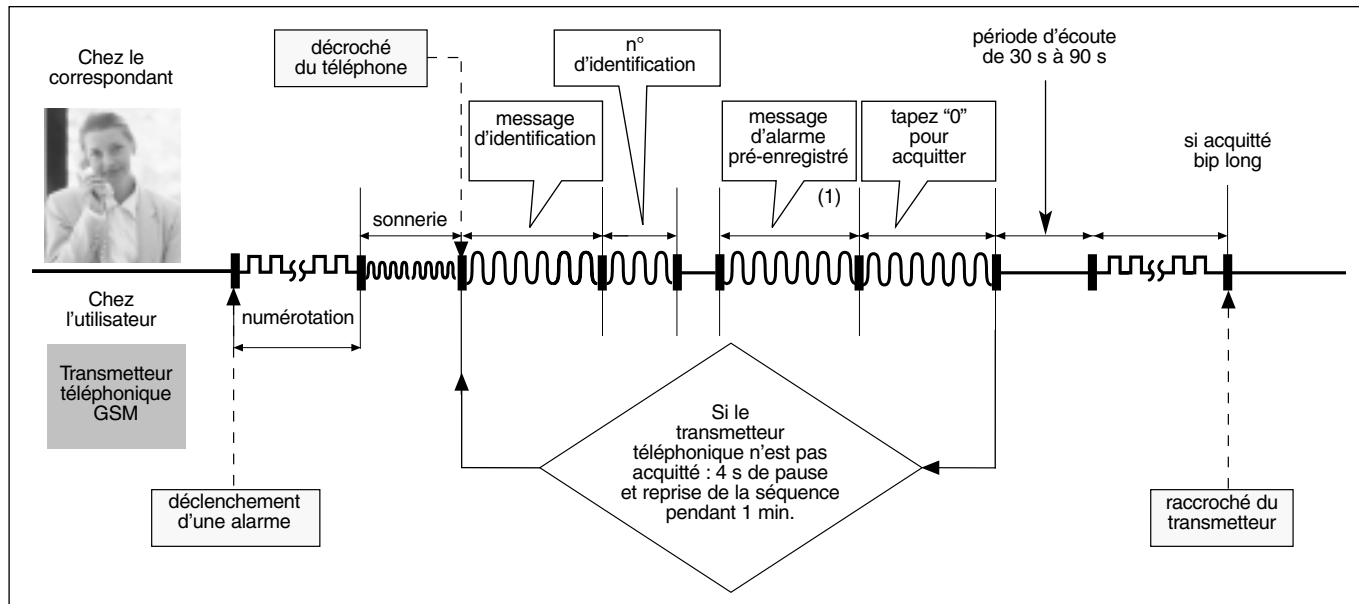 Chez le
correspondant
décroché
du téléphone
n°
d'identification
période d'écoute
de 30 s à 90 s
message
d'identification
message
d'alarme
pré-enregistré
(1)
tapez “0”
pour
acquitter
si acquitté
bip long
sonnerie
Chez
l'utilisateur
numérotation
Transmetteur
téléphonique
GSM
Si le
transmetteur
téléphonique n'est pas
acquitté : 4 s de pause
et reprise de la séquence
pendant 1 min.
déclenchement
d'une alarme
raccroché du
transmetteur